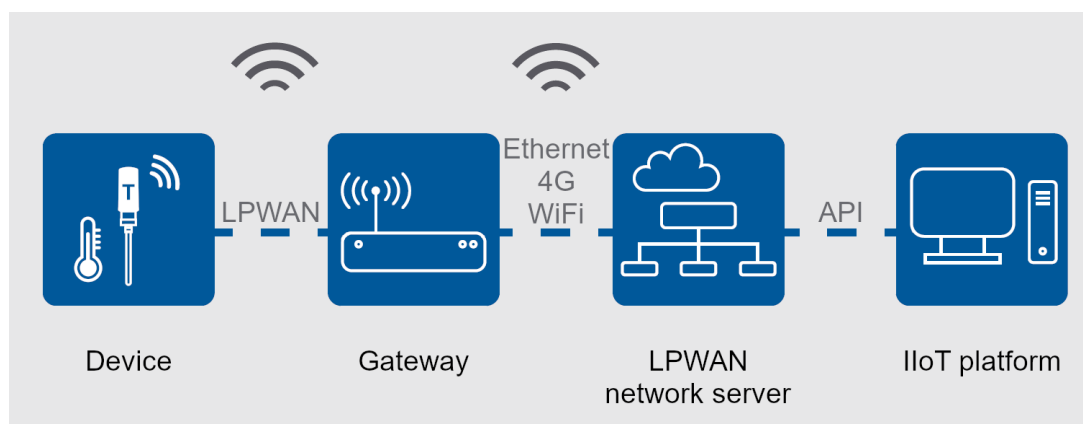 Ethernet
4G
WiFi
T
LPWAN
API
Device
Gateway
LPWAN
network server
IIoT platform